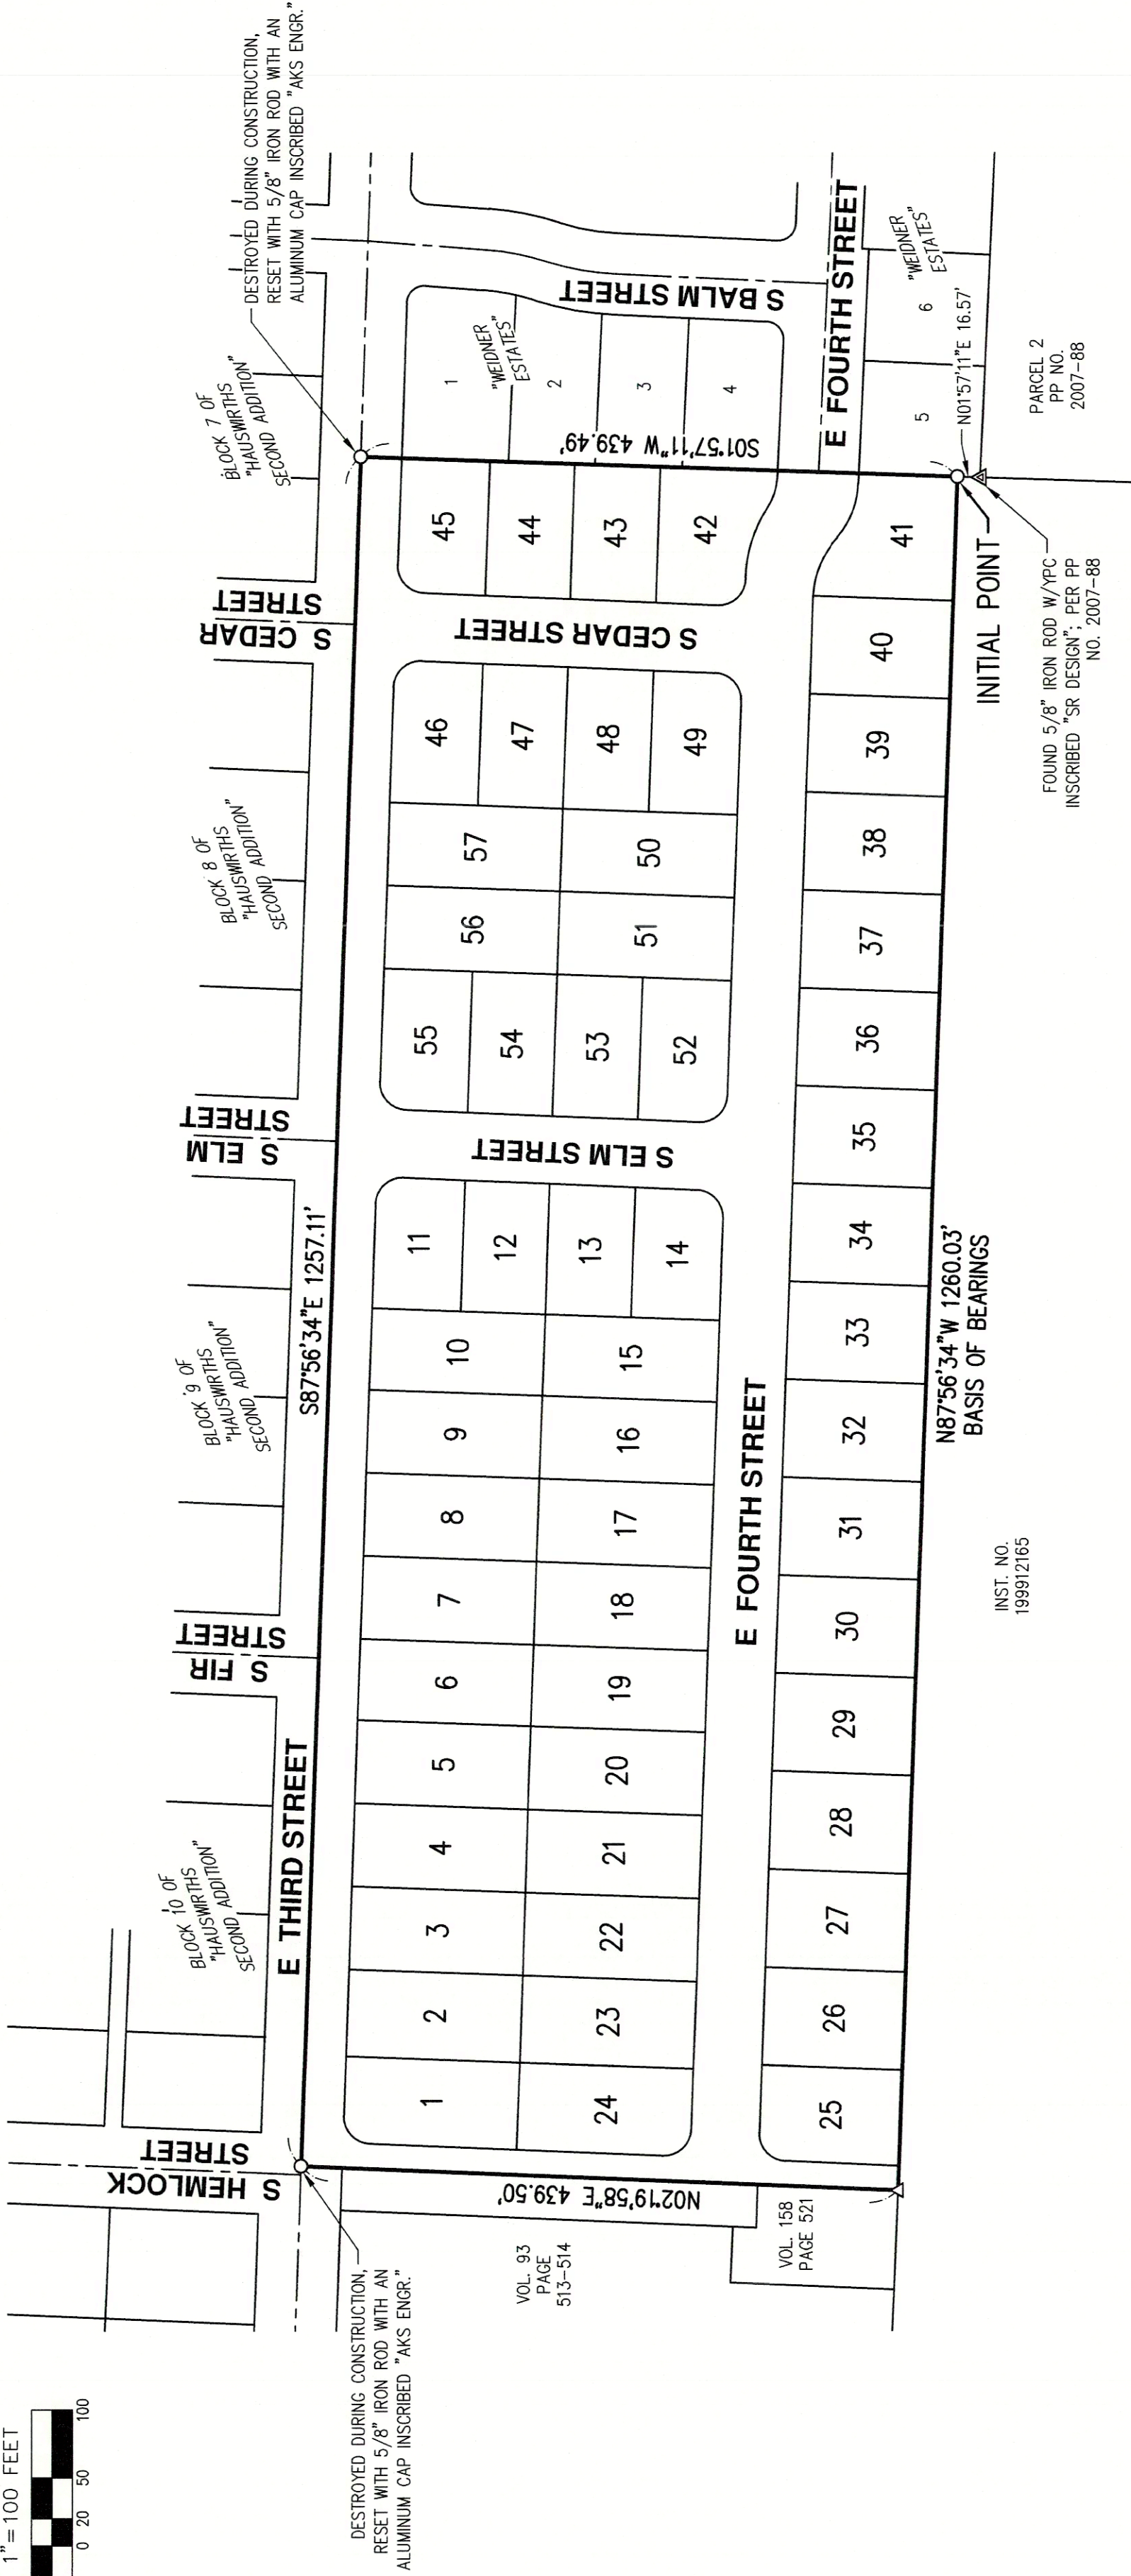 1"=100 FEET
0 20 50 100
DESTROYED DURING CONSTRUCTION,
RESET WITH 5/8" IRON ROD WITH AN
ALUMINUM CAP INSCRIBED "AKS ENGR."
S HEMLOCK
STREET
BLOCK 10 OF
"HAUSWIRTHS
SECOND ADDITION"
E THIRD STREET
S FIR
STREET
BLOCK 9 OF
"HAUSWIRTHS
SECOND ADDITION"
S87°56'34"E 1257.11'
S ELM
STREET
BLOCK 8 OF
"HAUSWIRTHS
SECOND ADDITION"
S CEDAR
STREET
BLOCK 7 OF
"HAUSWIRTHS
SECOND ADDITION"
DESTROYED DURING CONSTRUCTION,
RESET WITH 5/8" IRON ROD WITH AN
ALUMINUM CAP INSCRIBED "AKS ENGR."
VOL. 93
PAGE
513-514
VOL. 158
PAGE 521
N02°19'58"E 439.50'
1
2
3
4
5
6
7
8
9
10
11
12
13
14
15
16
17
18
19
20
21
22
23
24
S ELM STREET
55
54
53
52
56
51
57
50
46
47
48
49
S CEDAR STREET
45
44
43
42
S01°57'11"W 439.49'
1
"WEIDNER
ESTATES"
2
3
4
S BALM STREET
E FOURTH STREET
E FOURTH STREET
25
26
27
28
29
30
31
32
33
34
35
36
37
38
39
40
41
5
6
"WEIDNER
ESTATES"
N01°57'11"E 16.57'
N87°56'34"W 1260.03'
BASIS OF BEARINGS
INITIAL POINT
INST. NO.
199912165
FOUND 5/8" IRON ROD W/YPC
INSCRIBED "SR DESIGN"; PER PP
NO. 2007-88
PARCEL 2
PP NO.
2007-88